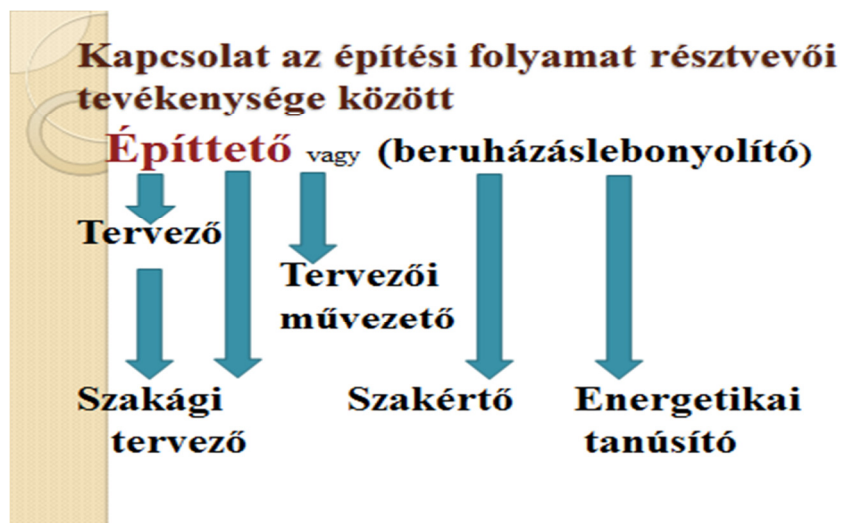 Kapcsolat az építési folyamat résztvevői
tevékenysége között
Építtető vagy (beruházáslebonyolító)
Tervező
Tervezői
művezető
Szakági
tervező
Szakértő
Energetikai
tanúsító